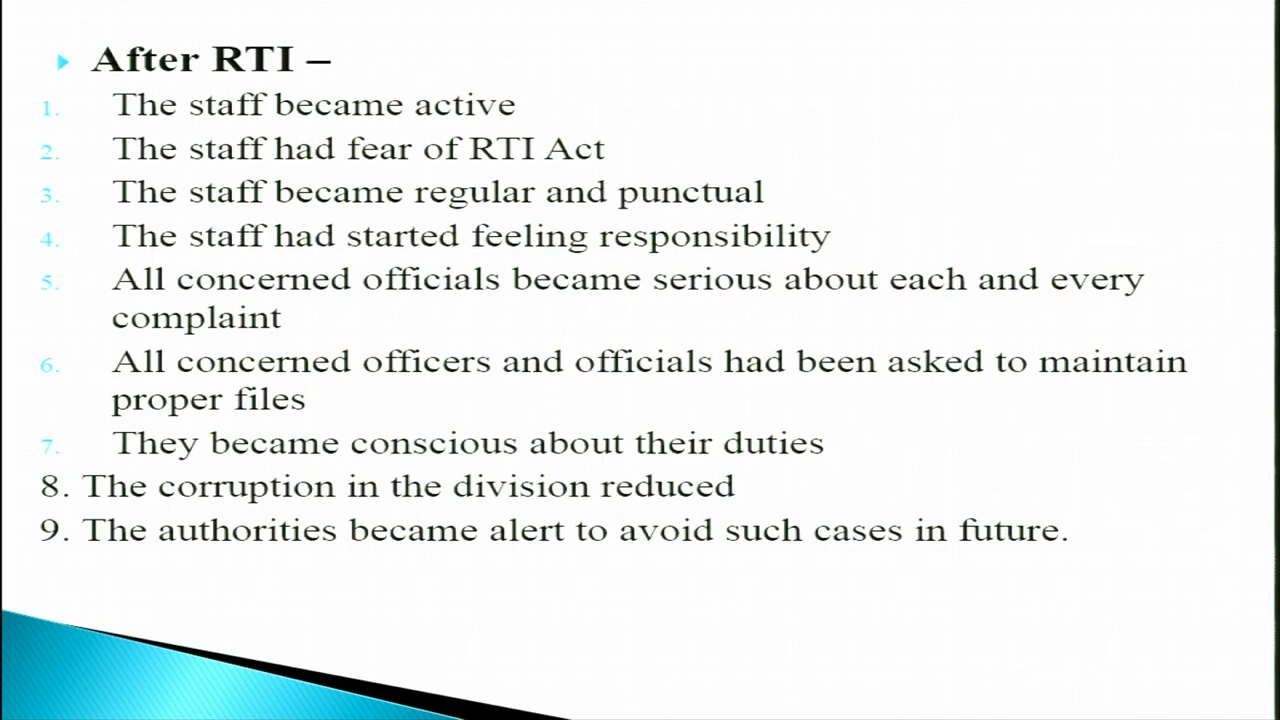 After RTI –
1. The staff became active
2. The staff had fear of RTI Act
3. The staff became regular and punctual
4. The staff had started feeling responsibility
5. All concerned officials became serious about each and every
complaint
6. All concerned officers and officials had been asked to maintain
proper files
7. They became conscious about their duties
8. The corruption in the division reduced
9. The authorities became alert to avoid such cases in future.